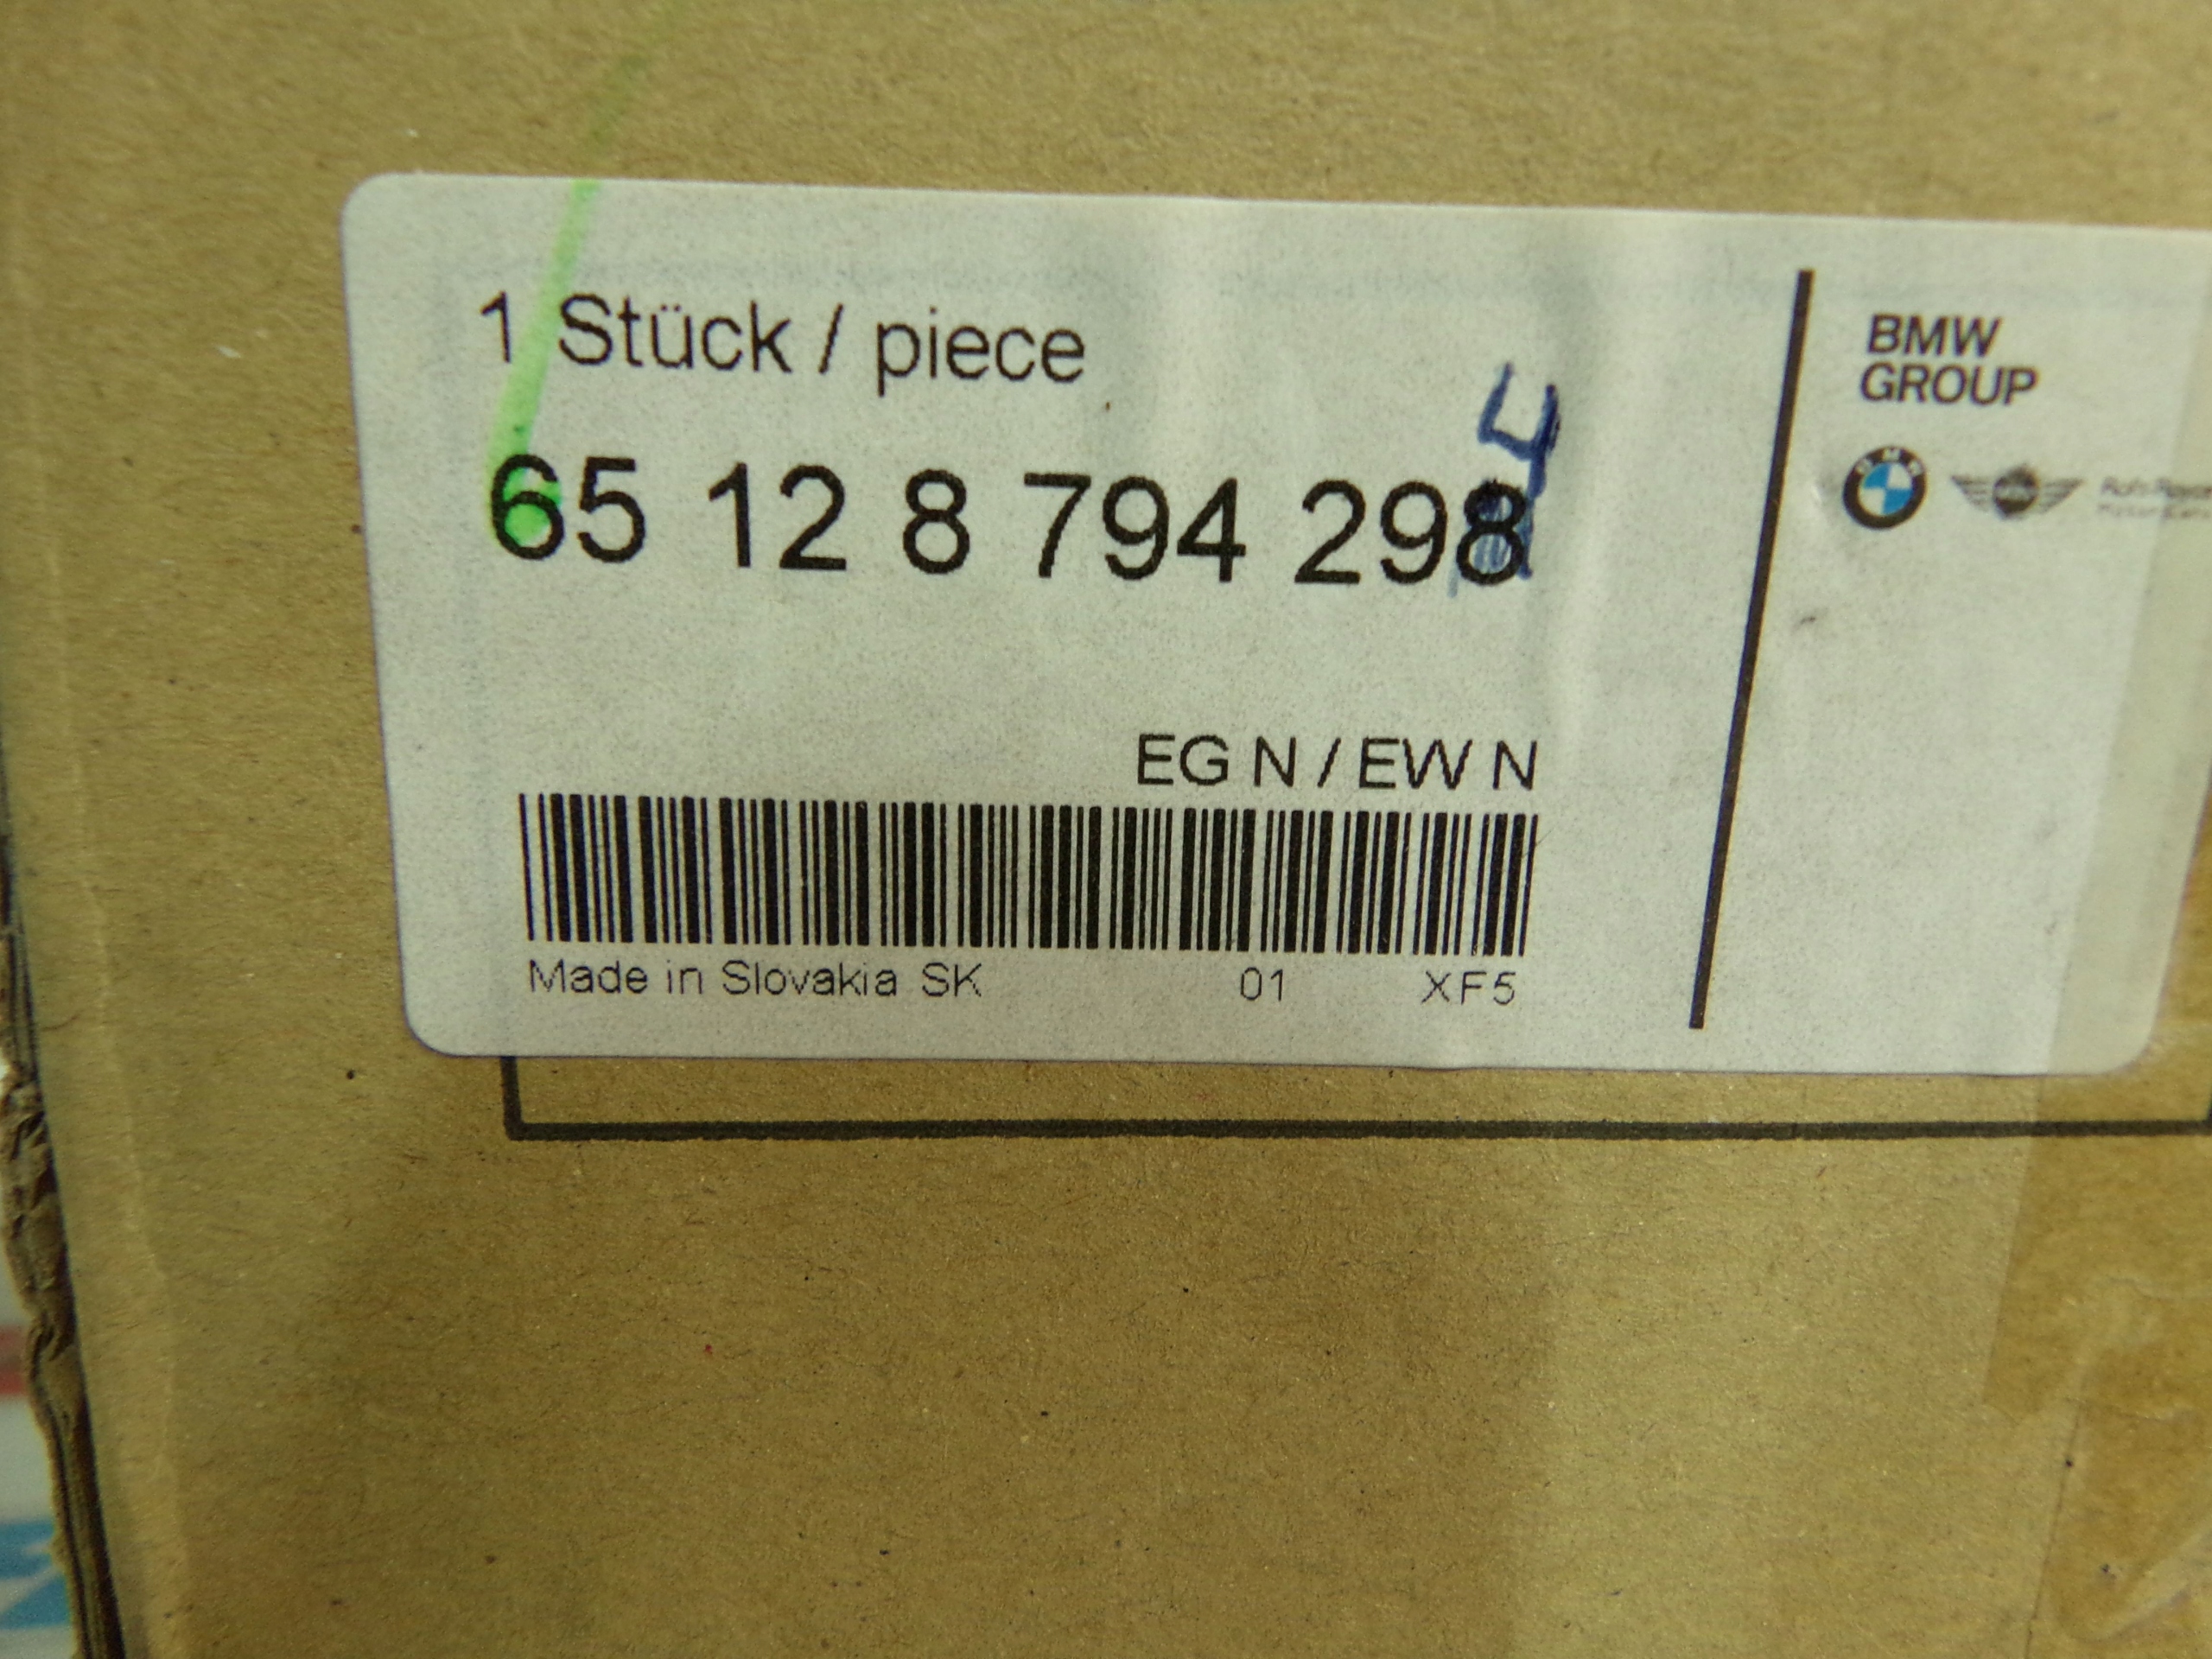 1 Stück / piece
4
65 12 8 794 298
EG N / EW N
Made in Slovakia SK 01 XF5
BMW
GROUP
BMW